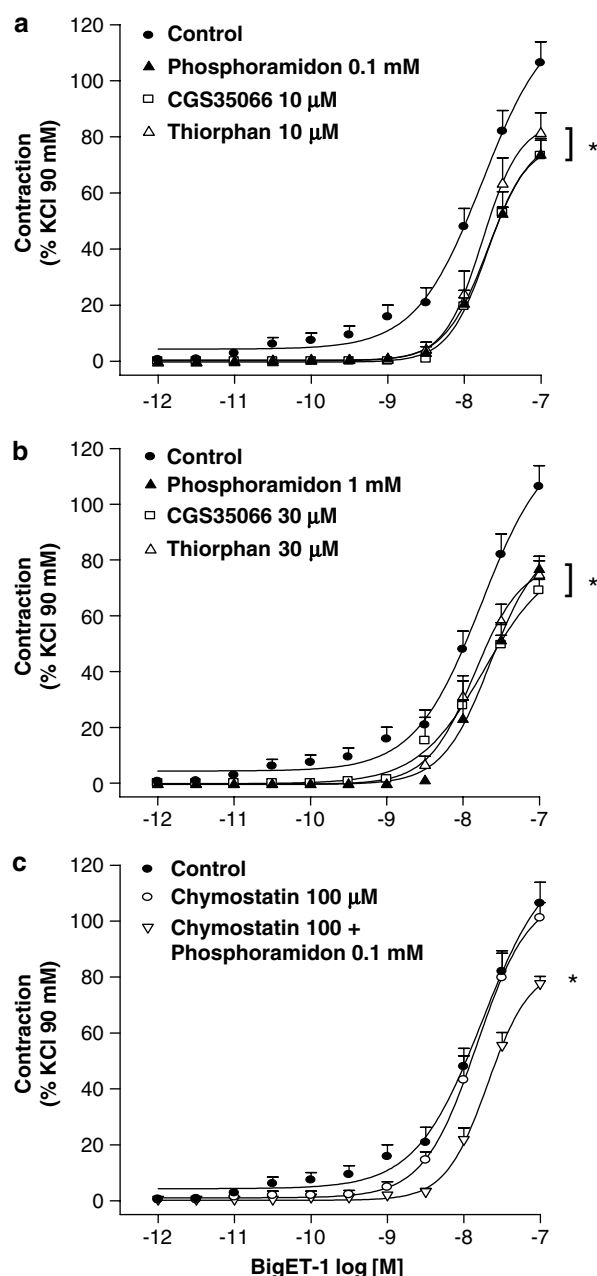 a
Control
Phosphoramidon 0.1 mM
CGS35066 10 µM
Thiorphan 10 µM
Contraction
(% KCl 90 mM)
120
100
80
60
40
20
0
*
-12 -11 -10 -9 -8 -7
b
Control
Phosphoramidon 1 mM
CGS35066 30 µM
Thiorphan 30 µM
Contraction
(% KCl 90 mM)
120
100
80
60
40
20
0
*
-12 -11 -10 -9 -8 -7
c
Control
Chymostatin 100 µM
Chymostatin 100 +
Phosphoramidon 0.1 mM
Contraction
(% KCl 90 mM)
120
100
80
60
40
20
0
*
-12 -11 -10 -9 -8 -7
BigET-1 log [M]